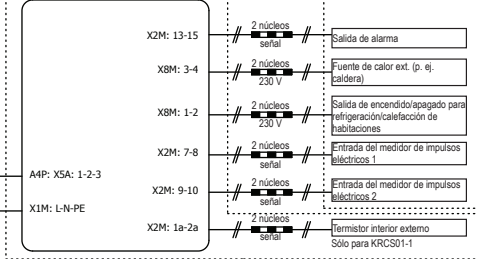 X2M: 13-15
2 núcleos
señal
Salida de alarma
X8M: 3-4
2 núcleos
230 V
Fuente de calor ext. (p. ej.
caldera)
X8M: 1-2
2 núcleos
230 V
Salida de encendido/apagado para
refrigeración/calefacción de
habitaciones
X2M: 7-8
2 núcleos
señal
Entrada del medidor de impulsos
eléctricos 1
A4P: X5A: 1-2-3
X2M: 9-10
2 núcleos
señal
Entrada del medidor de impulsos
eléctricos 2
X1M: L-N-PE
X2M: 1a-2a
2 núcleos
señal
Termistor interior externo
Sólo para KRCS01-1